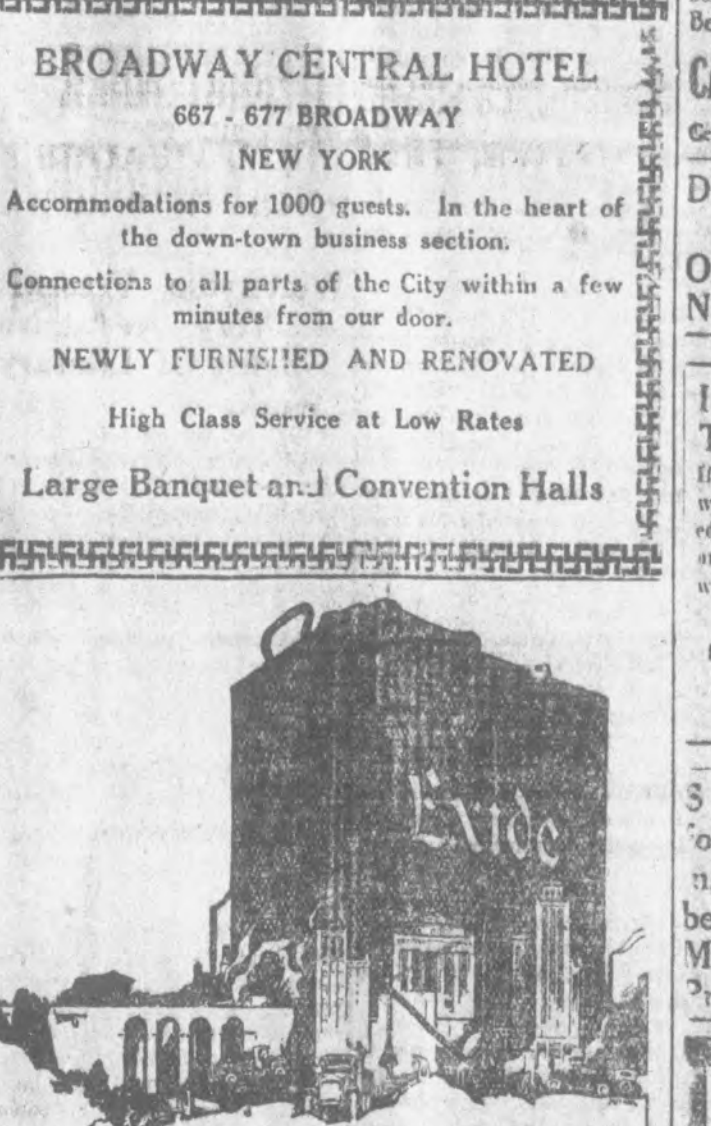 BROADWAY CENTRAL HOTEL
667 - 677 BROADWAY
NEW YORK
Accommodations for 1000 guests. In the heart of
the down-town business section.
Connections to all parts of the City within a few
minutes from our door.
NEWLY FURNISHED AND RENOVATED
High Class Service at Low Rates
Large Banquet and Convention Halls
Exide